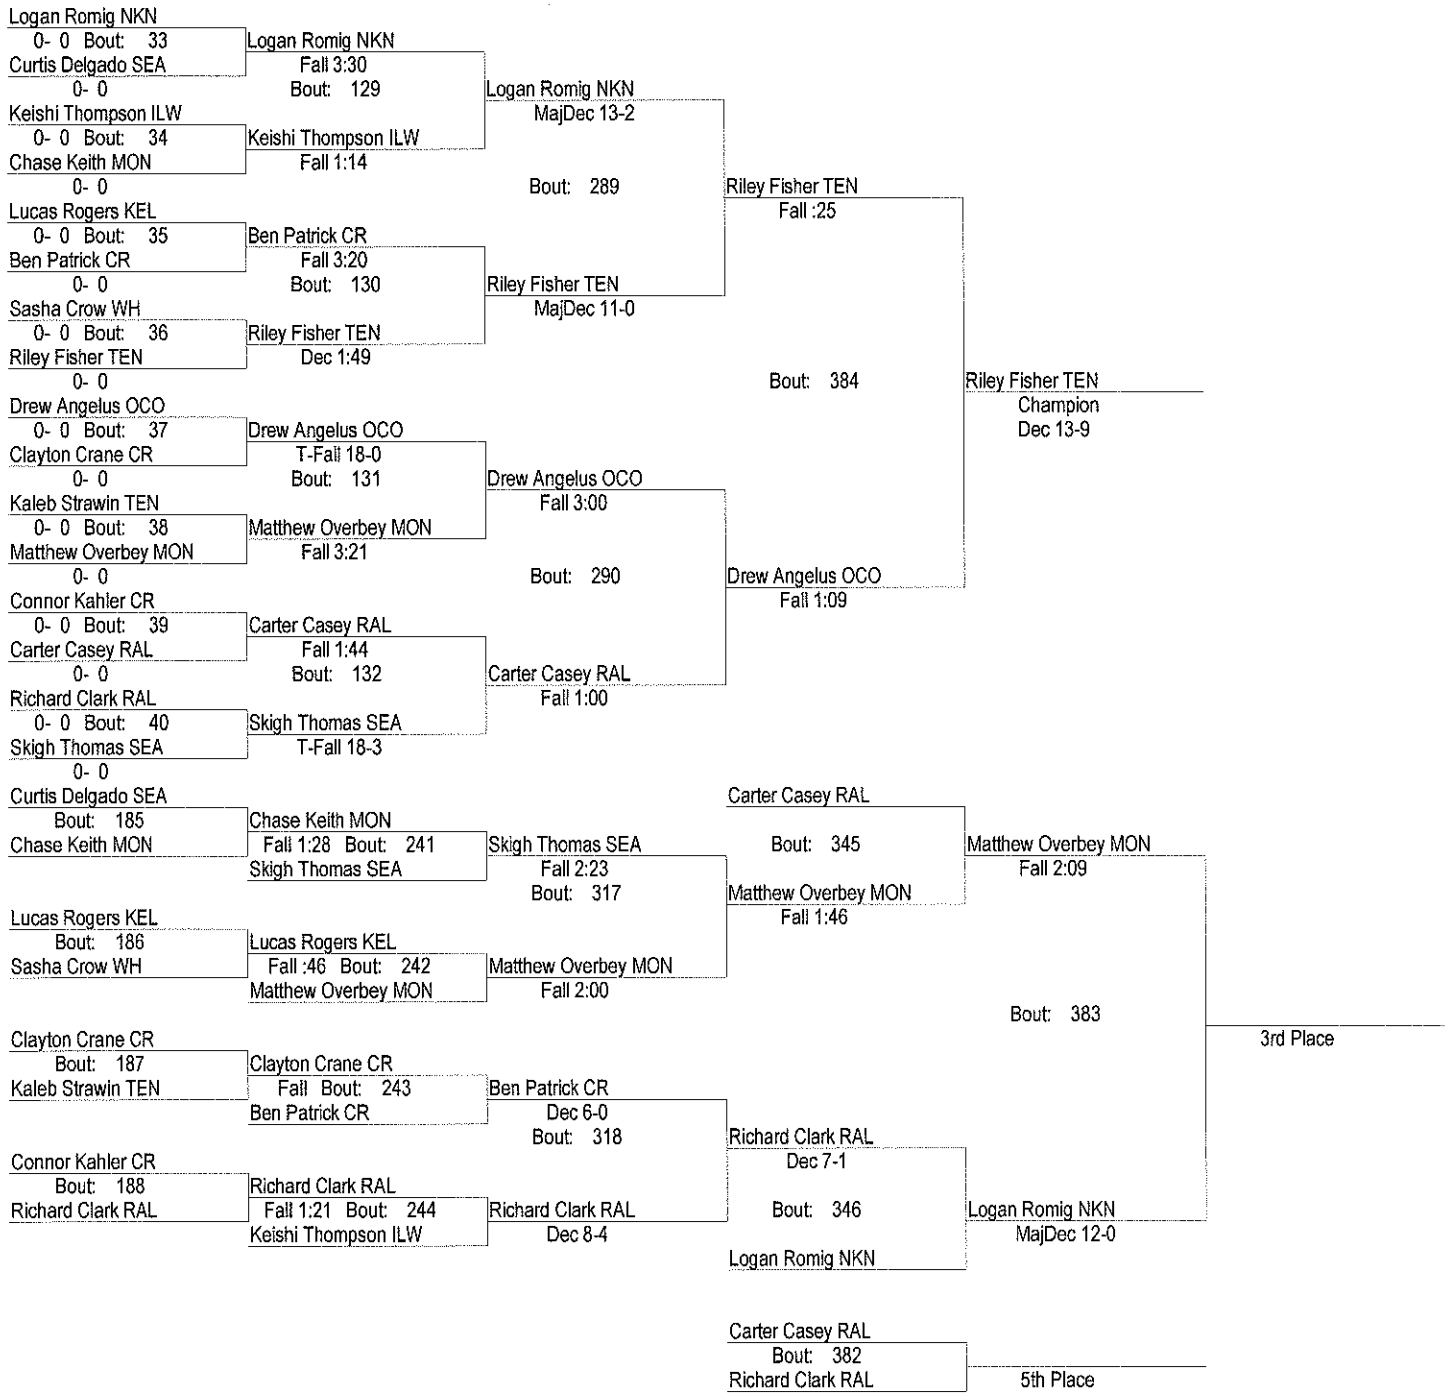 Logan Romig NKN
0- 0 Bout: 33
Curtis Delgado SEA
0- 0
Keishi Thompson ILW
0- 0 Bout: 34
Chase Keith MON
0- 0
Lucas Rogers KEL
0- 0 Bout: 35
Ben Patrick CR
0- 0
Sasha Crow WH
0- 0 Bout: 36
Riley Fisher TEN
0- 0
Drew Angelus OCO
0- 0 Bout: 37
Clayton Crane CR
0- 0
Kaleb Strawin TEN
0- 0 Bout: 38
Matthew Overbey MON
0- 0
Connor Kahler CR
0- 0 Bout: 39
Carter Casey RAL
0- 0
Richard Clark RAL
0- 0 Bout: 40
Skigh Thomas SEA
0- 0
Logan Romig NKN
Fall 3:30
Bout: 129
Keishi Thompson ILW
Fall 1:14
Ben Patrick CR
Fall 3:20
Bout: 130
Riley Fisher TEN
Dec 1:49
Drew Angelus OCO
T-Fall 18-0
Bout: 131
Matthew Overbey MON
Fall 3:21
Carter Casey RAL
Fall 1:44
Bout: 132
Skigh Thomas SEA
T-Fall 18-3
Logan Romig NKN
MajDec 13-2
Bout: 289
Riley Fisher TEN
MajDec 11-0
Drew Angelus OCO
Fall 3:00
Bout: 290
Carter Casey RAL
Fall 1:00
Riley Fisher TEN
Fall :25
Bout: 384
Drew Angelus OCO
Fall 1:09
Riley Fisher TEN
Champion
Dec 13-9
Curtis Delgado SEA
Bout: 185
Chase Keith MON
Lucas Rogers KEL
Bout: 186
Sasha Crow WH
Clayton Crane CR
Bout: 187
Kaleb Strawin TEN
Connor Kahler CR
Bout: 188
Richard Clark RAL
Chase Keith MON
Fall 1:28 Bout: 241
Skigh Thomas SEA
Lucas Rogers KEL
Fall :46 Bout: 242
Matthew Overbey MON
Clayton Crane CR
Fall Bout: 243
Ben Patrick CR
Richard Clark RAL
Fall 1:21 Bout: 244
Keishi Thompson ILW
Skigh Thomas SEA
Fall 2:23
Bout: 317
Matthew Overbey MON
Fall 2:00
Ben Patrick CR
Dec 6-0
Bout: 318
Richard Clark RAL
Dec 8-4
Carter Casey RAL
Bout: 345
Matthew Overbey MON
Fall 1:46
Richard Clark RAL
Dec 7-1
Bout: 346
Logan Romig NKN
Matthew Overbey MON
Fall 2:09
Bout: 383
Logan Romig NKN
MajDec 12-0
3rd Place
Carter Casey RAL
Bout: 382
Richard Clark RAL
5th Place